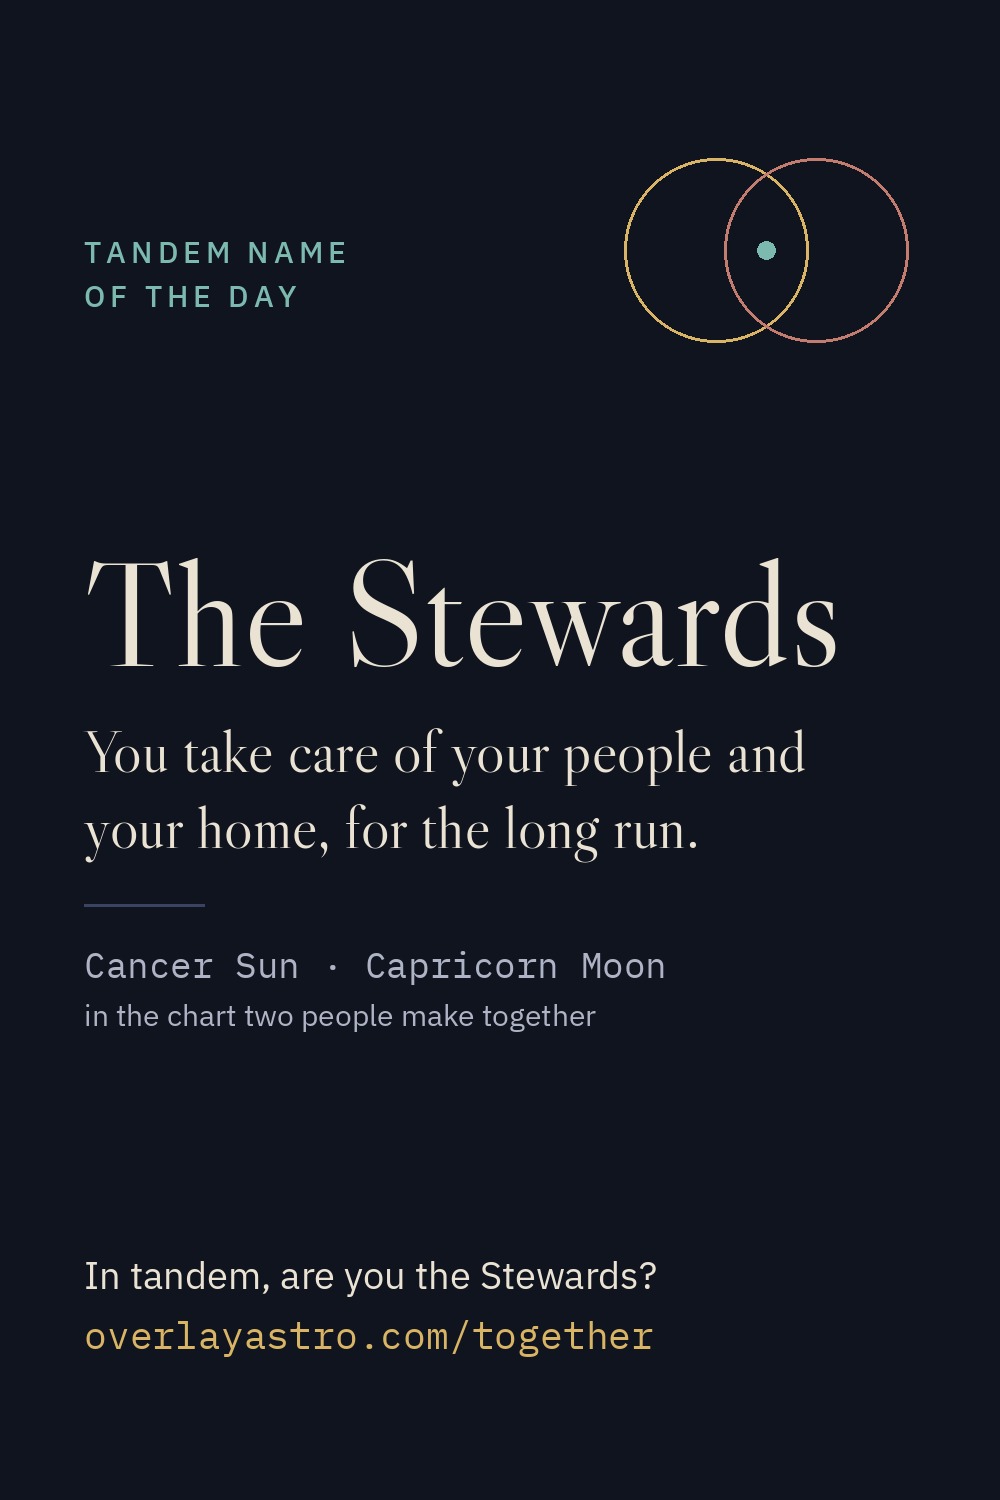 TANDEM NAME
OF THE DAY
The Stewards
You take care of your people and
your home, for the long run.
Cancer Sun · Capricorn Moon
in the chart two people make together
In tandem, are you the Stewards?
overlayastro.com/together